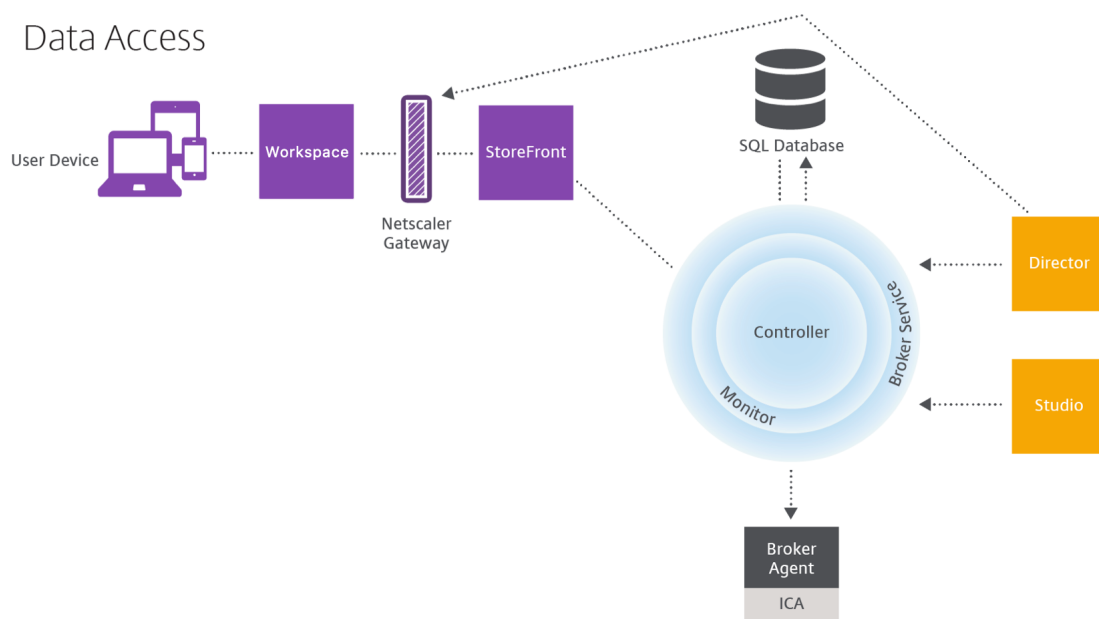 Data Access
User Device
Workspace
Netscaler
Gateway
StoreFront
SQL Database
Controller
Monitor
Broker Service
Director
Studio
Broker
Agent
ICA